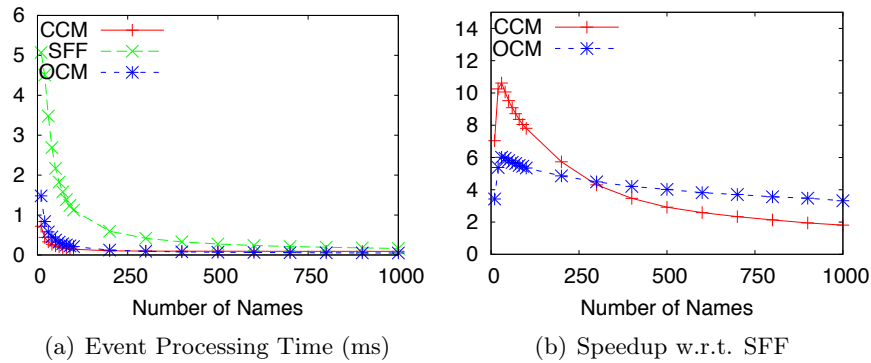 6
5
4
3
2
1
0
CCM
SFF
OCM
0 250 500 750 1000
Number of Names
(a) Event Processing Time (ms)
14
12
10
8
6
4
2
0
CCM
OCM
0 250 500 750 1000
Number of Names
(b) Speedup w.r.t. SFF